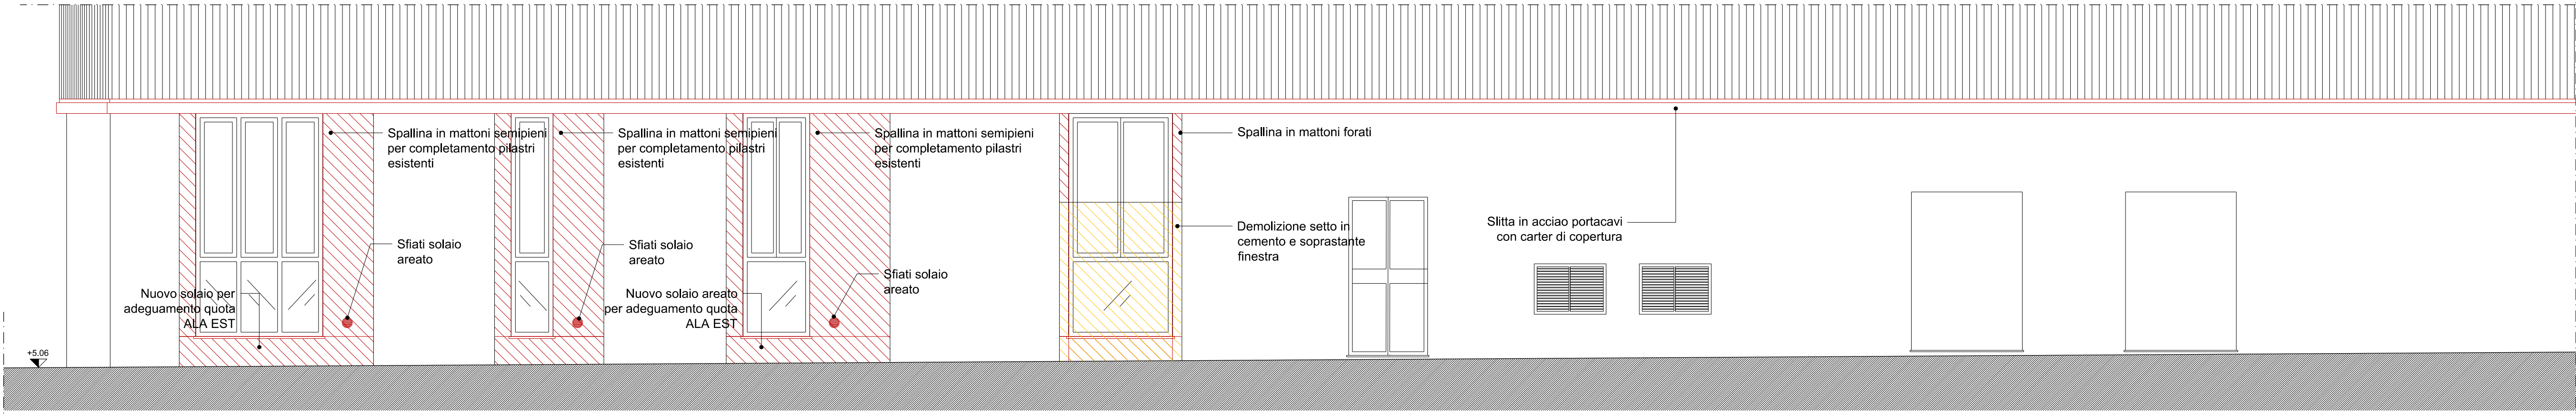 Spallina in mattoni semipieni
per completamento pilastri
esistenti
Spallina in mattoni semipieni
per completamento pilastri
esistenti
Spallina in mattoni semipieni
per completamento pilastri
esistenti
Spallina in mattoni forati
Sfiati solaio
areato
Sfiati solaio
areato
Sfiati solaio
areato
Demolizione setto in
cemento e soprastante
finestra
Slitta in acciao portacavi
con carter di copertura
Nuovo solaio per
adeguamento quota
ALA EST
Nuovo solaio areato
per adeguamento quota
ALA EST
+5.06